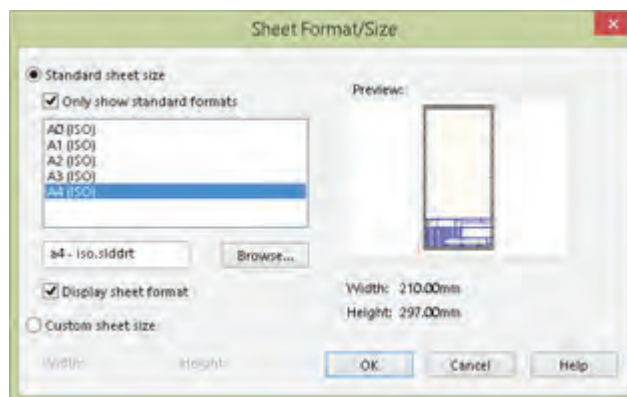 Sheet Format/Size
Standard sheet size
Only show standard formats
A0 (ISO)
A1 (ISO)
A2 (ISO)
A3 (ISO)
A4 (ISO)
a4 - iso.slddrt
Browse...
Display sheet format
Custom sheet size
Width:
Height:
Preview:
Width: 210.00mm
Height: 297.00mm
OK
Cancel
Help